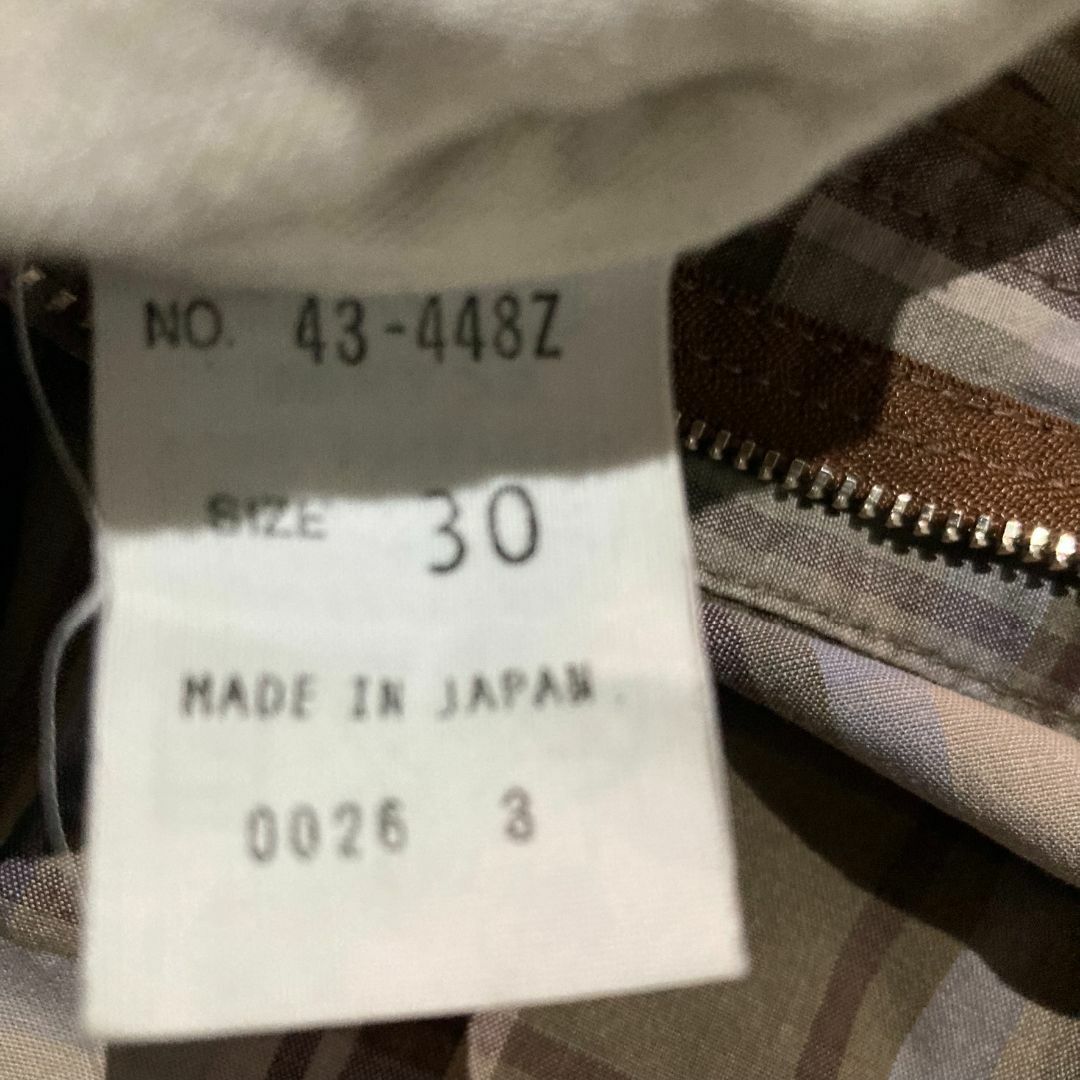 NO. 43-448Z
SIZE 30
MADE IN JAPAN
0026 3